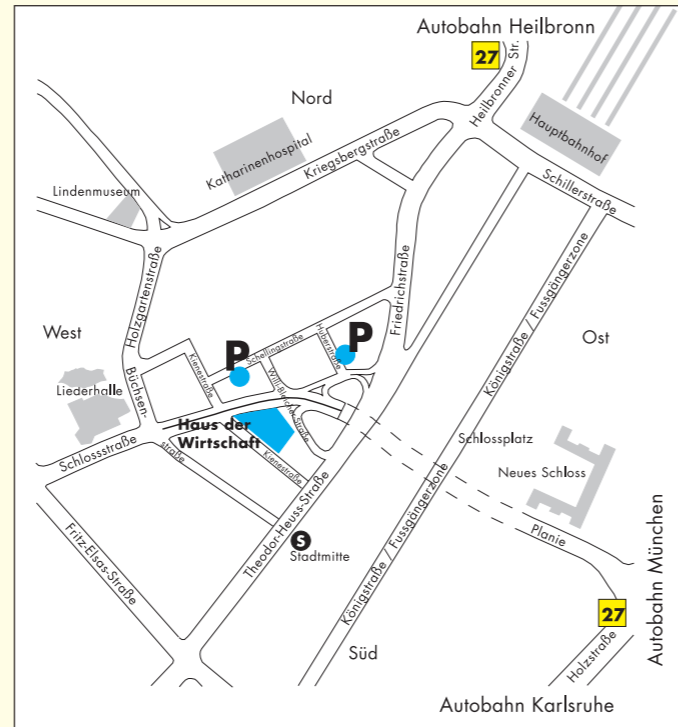 Autobahn Heilbronn
27
Heilbronner Str.
Nord
Hauptbahnhof
Katharinenhospital
Kriegsbergstraße
Schillerstraße
Lindenmuseum
Holzgartenstraße
Friedrichstraße
Königstraße / Fussgängerzone
West
Ost
P
P
Schellingstraße
Huberstraße
Kienestraße
Willi-Bleicher-Straße
Büchsen-
straße
Liederhalle
Haus der
Wirtschaft
Schlossplatz
Schlossstraße
Kienestraße
Neues Schloss
Theodor-Heuss-Straße
S
Stadtmitte
Planie
Fritz-Elsas-Straße
Königstraße / Fussgängerzone
27
Autobahn München
Holzstraße
Süd
Autobahn Karlsruhe